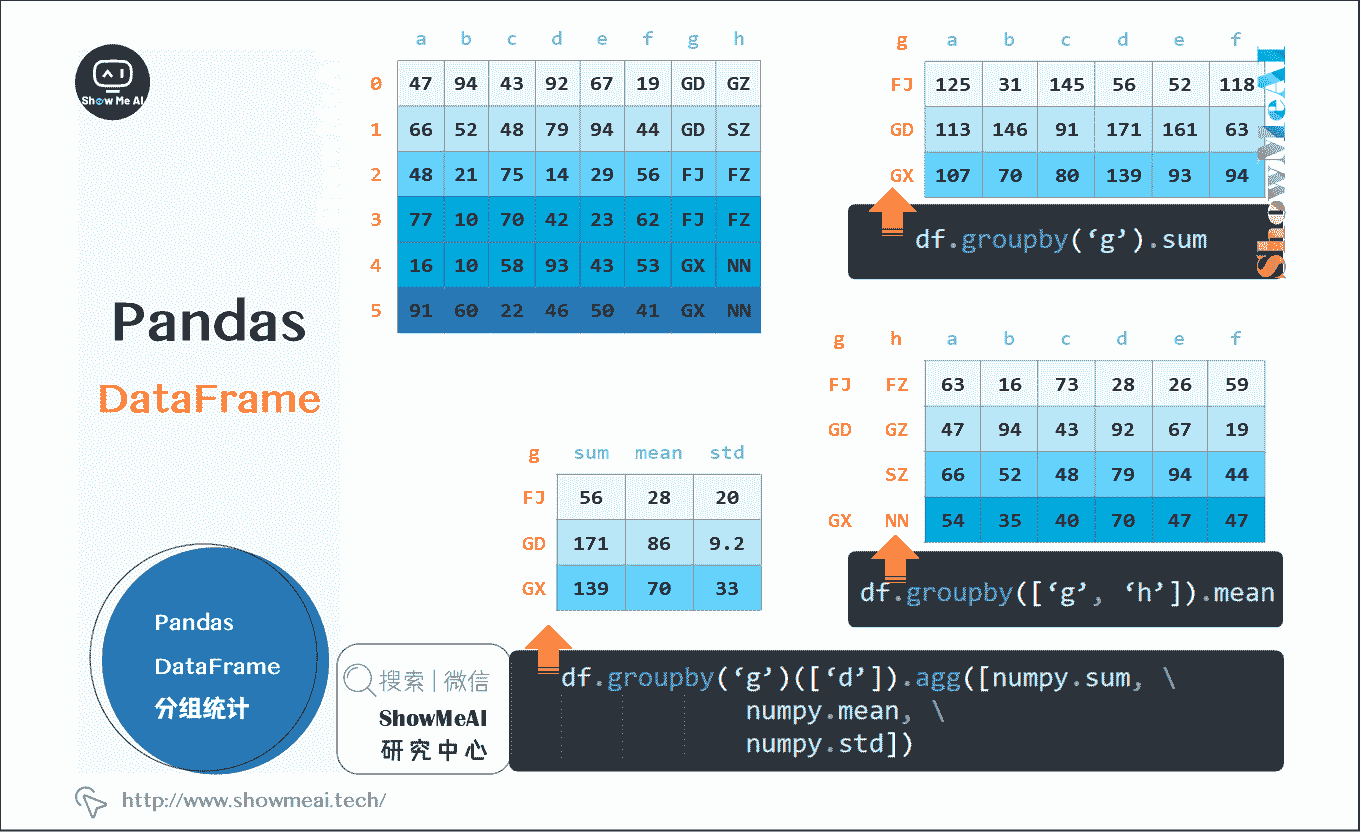 Show Me AI
Pandas
DataFrame
Pandas
DataFrame
分组统计
a b c d e f g h
0 47 94 43 92 67 19 GD GZ
1 66 52 48 79 94 44 GD SZ
2 48 21 75 14 29 56 FJ FZ
3 77 10 70 42 23 62 FJ FZ
4 16 10 58 93 43 53 GX NN
5 91 60 22 46 50 41 GX NN
g a b c d e f
FJ 125 31 145 56 52 118
GD 113 146 91 171 161 63
GX 107 70 80 139 93 94
df.groupby(‘g’).sum
ShowMeAI
g h a b c d e f
FJ FZ 63 16 73 28 26 59
GD GZ 47 94 43 92 67 19
SZ 66 52 48 79 94 44
GX NN 54 35 40 70 47 47
df.groupby([‘g’, ‘h’]).mean
g sum mean std
FJ 56 28 20
GD 171 86 9.2
GX 139 70 33
df.groupby(‘g’)([‘d’]).agg([numpy.sum, \
numpy.mean, \
numpy.std])
搜索 | 微信
ShowMeAI
研究中心
http://www.showmeai.tech/